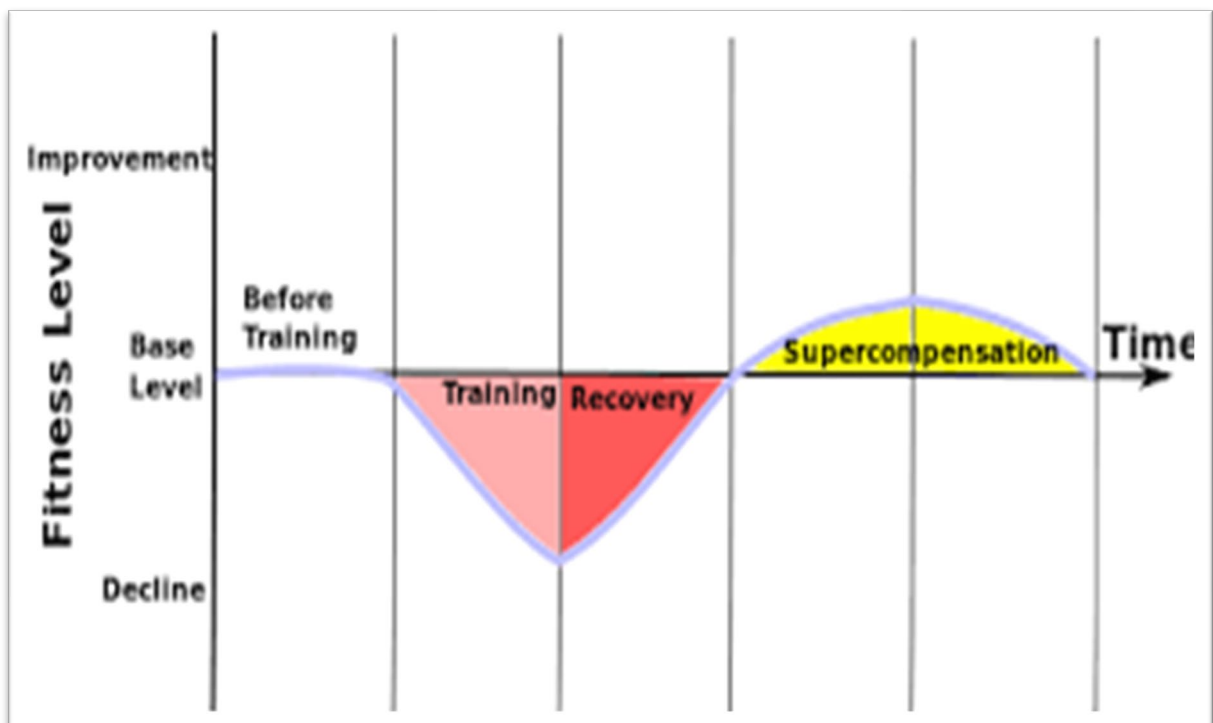 Improvement
Fitness Level
Before
Training
Base
Level
Time
Supercompensation
Training
Recovery
Decline